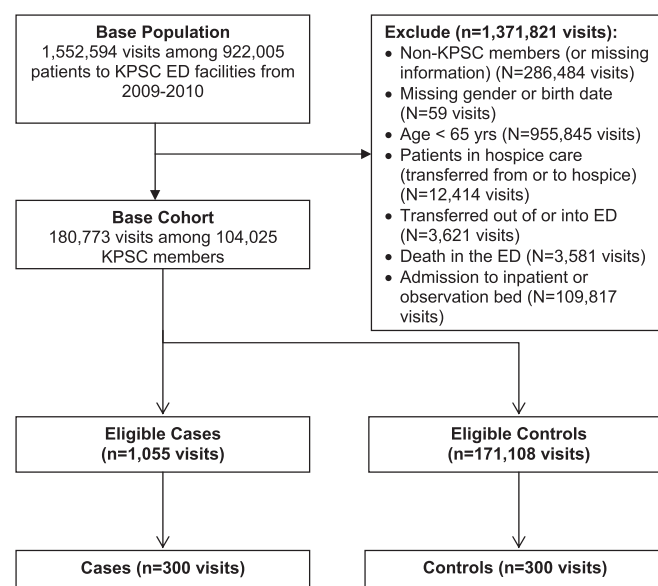 Base Population
1,552,594 visits among 922,005
patients to KPSC ED facilities from
2009-2010
Exclude (n=1,371,821 visits):
• Non-KPSC members (or missing
information) (N=286,484 visits)
• Missing gender or birth date
(N=59 visits)
• Age < 65 yrs (N=955,845 visits)
• Patients in hospice care
(transferred from or to hospice)
(N=12,414 visits)
• Transferred out of or into ED
(N=3,621 visits)
• Death in the ED (N=3,581 visits)
• Admission to inpatient or
observation bed (N=109,817
visits)
Base Cohort
180,773 visits among 104,025
KPSC members
Eligible Cases
(n=1,055 visits)
Eligible Controls
(n=171,108 visits)
Cases (n=300 visits)
Controls (n=300 visits)